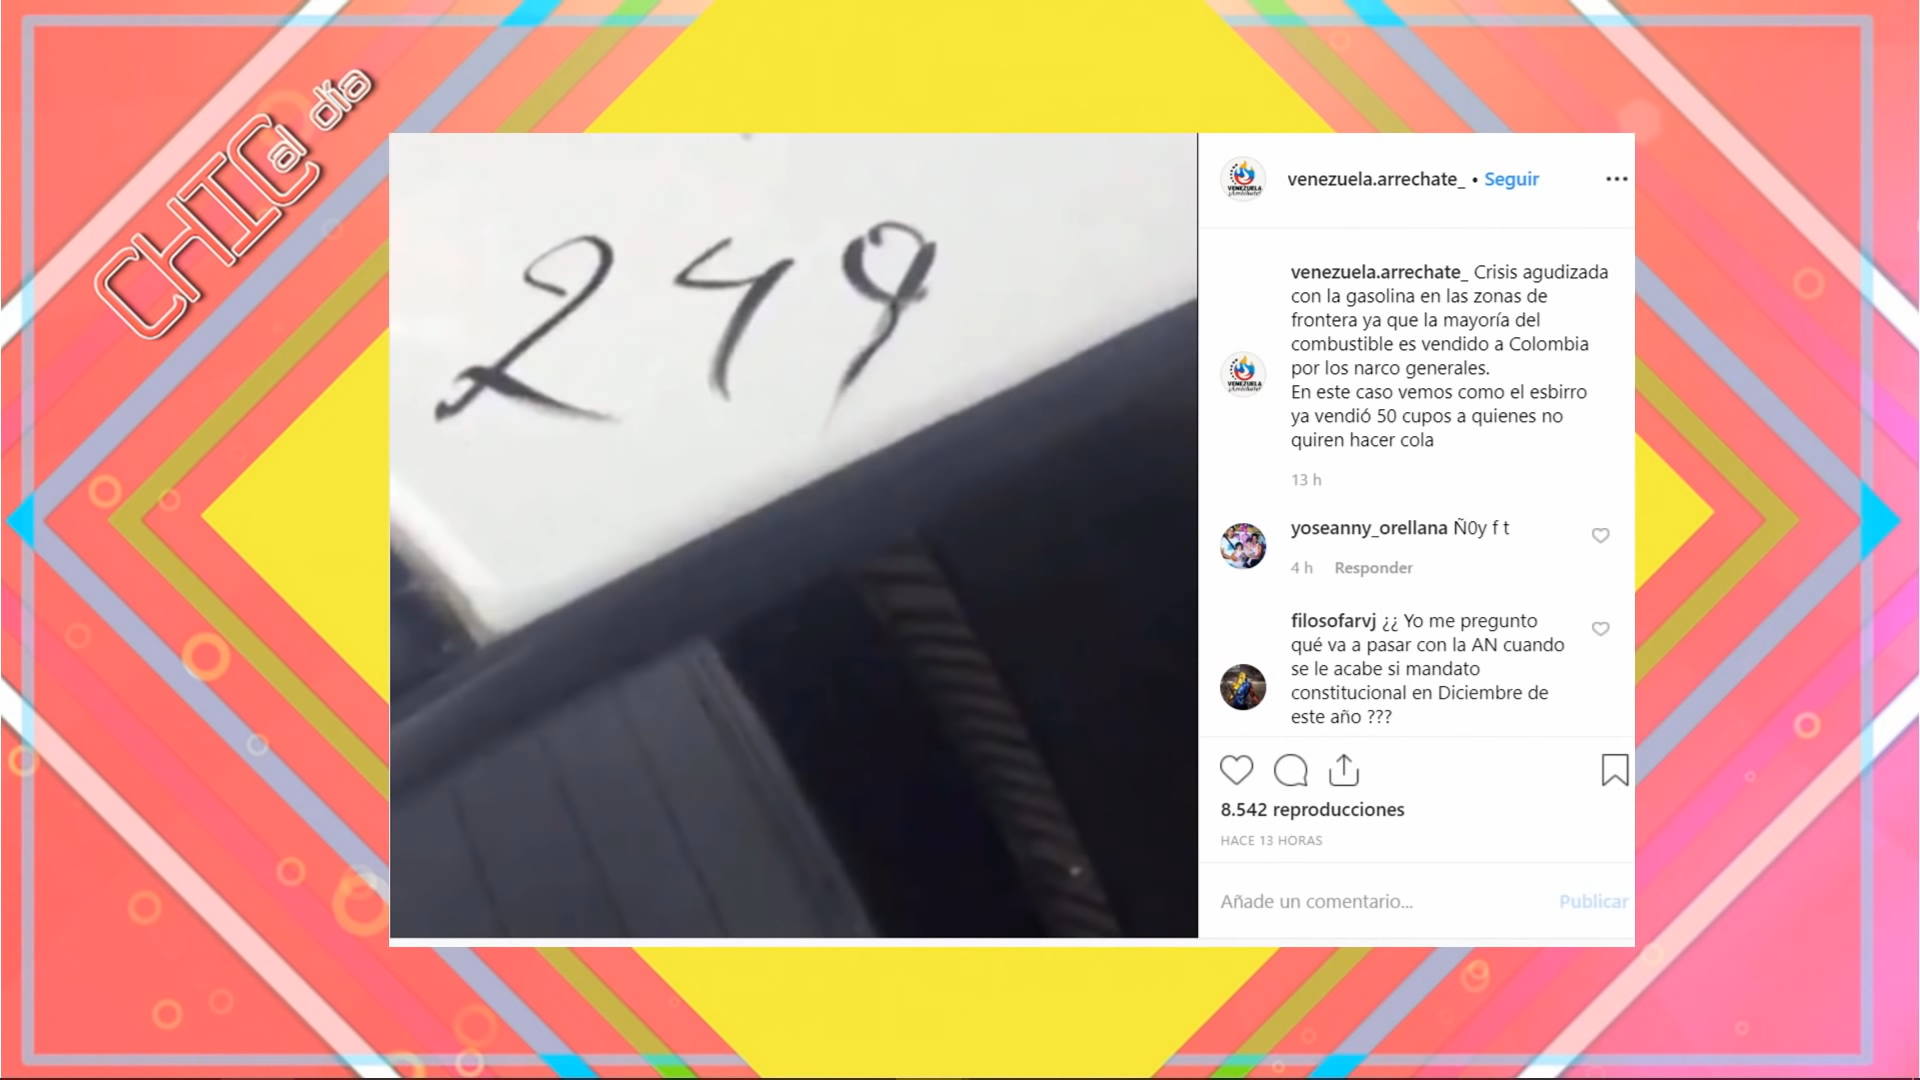 CHIC al día
249
venezuela.arrechate_ • Seguir
VENEZUELA
¡Arréchate!
venezuela.arrechate_ Crisis agudizada
con la gasolina en las zonas de
frontera ya que la mayoría del
combustible es vendido a Colombia
por los narco generales.
En este caso vemos como el esbirro
ya vendió 50 cupos a quienes no
quiren hacer cola
VENEZUELA
¡Arréchate!
13 h
yoseanny_orellana Ñ0y f t
4 h Responder
filosofarvj ¿¿ Yo me pregunto
qué va a pasar con la AN cuando
se le acabe si mandato
constitucional en Diciembre de
este año ???
8.542 reproducciones
HACE 13 HORAS
Añade un comentario... Publicar